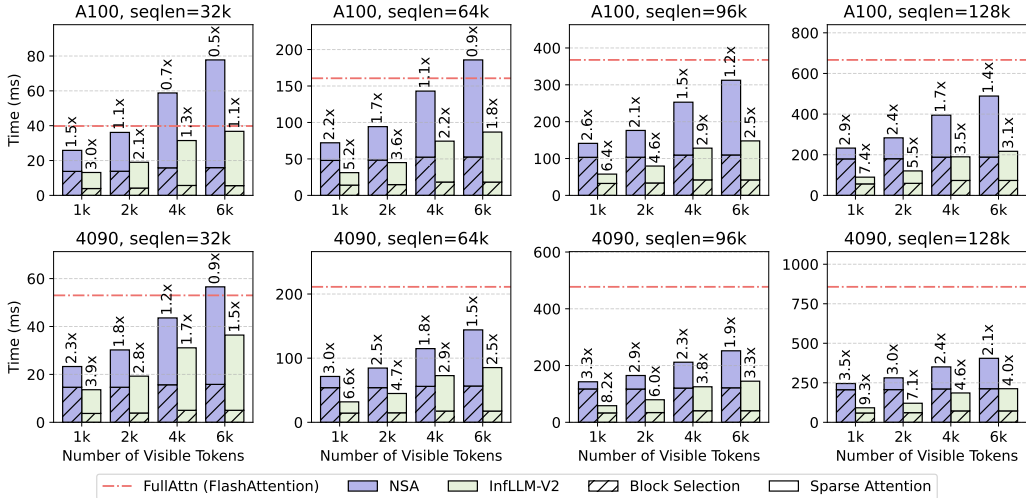 A100, seqlen=32k
A100, seqlen=64k
A100, seqlen=96k
A100, seqlen=128k
Time (ms)
80
60
40
20
0
1.5x
3.0x
1.1x
2.1x
0.7x
1.3x
0.5x
1.1x
1k
2k
4k
6k
200
150
100
50
0
2.2x
5.2x
1.7x
3.6x
1.1x
2.2x
0.9x
1.8x
1k
2k
4k
6k
400
300
200
100
0
2.6x
6.4x
2.1x
4.6x
1.5x
2.9x
1.2x
2.5x
1k
2k
4k
6k
800
600
400
200
0
2.9x
7.4x
2.4x
5.5x
1.7x
3.5x
1.4x
3.1x
1k
2k
4k
6k
4090, seqlen=32k
4090, seqlen=64k
4090, seqlen=96k
4090, seqlen=128k
Time (ms)
60
40
20
0
2.3x
3.9x
1.8x
2.8x
1.2x
1.7x
0.9x
1.5x
1k
2k
4k
6k
200
100
0
3.0x
6.6x
2.5x
4.7x
1.8x
2.9x
1.5x
2.5x
1k
2k
4k
6k
600
400
200
0
3.3x
8.2x
2.9x
6.0x
2.3x
3.8x
1.9x
3.3x
1k
2k
4k
6k
1000
750
500
250
0
3.5x
9.3x
3.0x
7.1x
2.4x
4.6x
2.1x
4.0x
1k
2k
4k
6k
Number of Visible Tokens
Number of Visible Tokens
Number of Visible Tokens
Number of Visible Tokens
FullAttn (FlashAttention)
NSA
InfLLM-V2
Block Selection
Sparse Attention